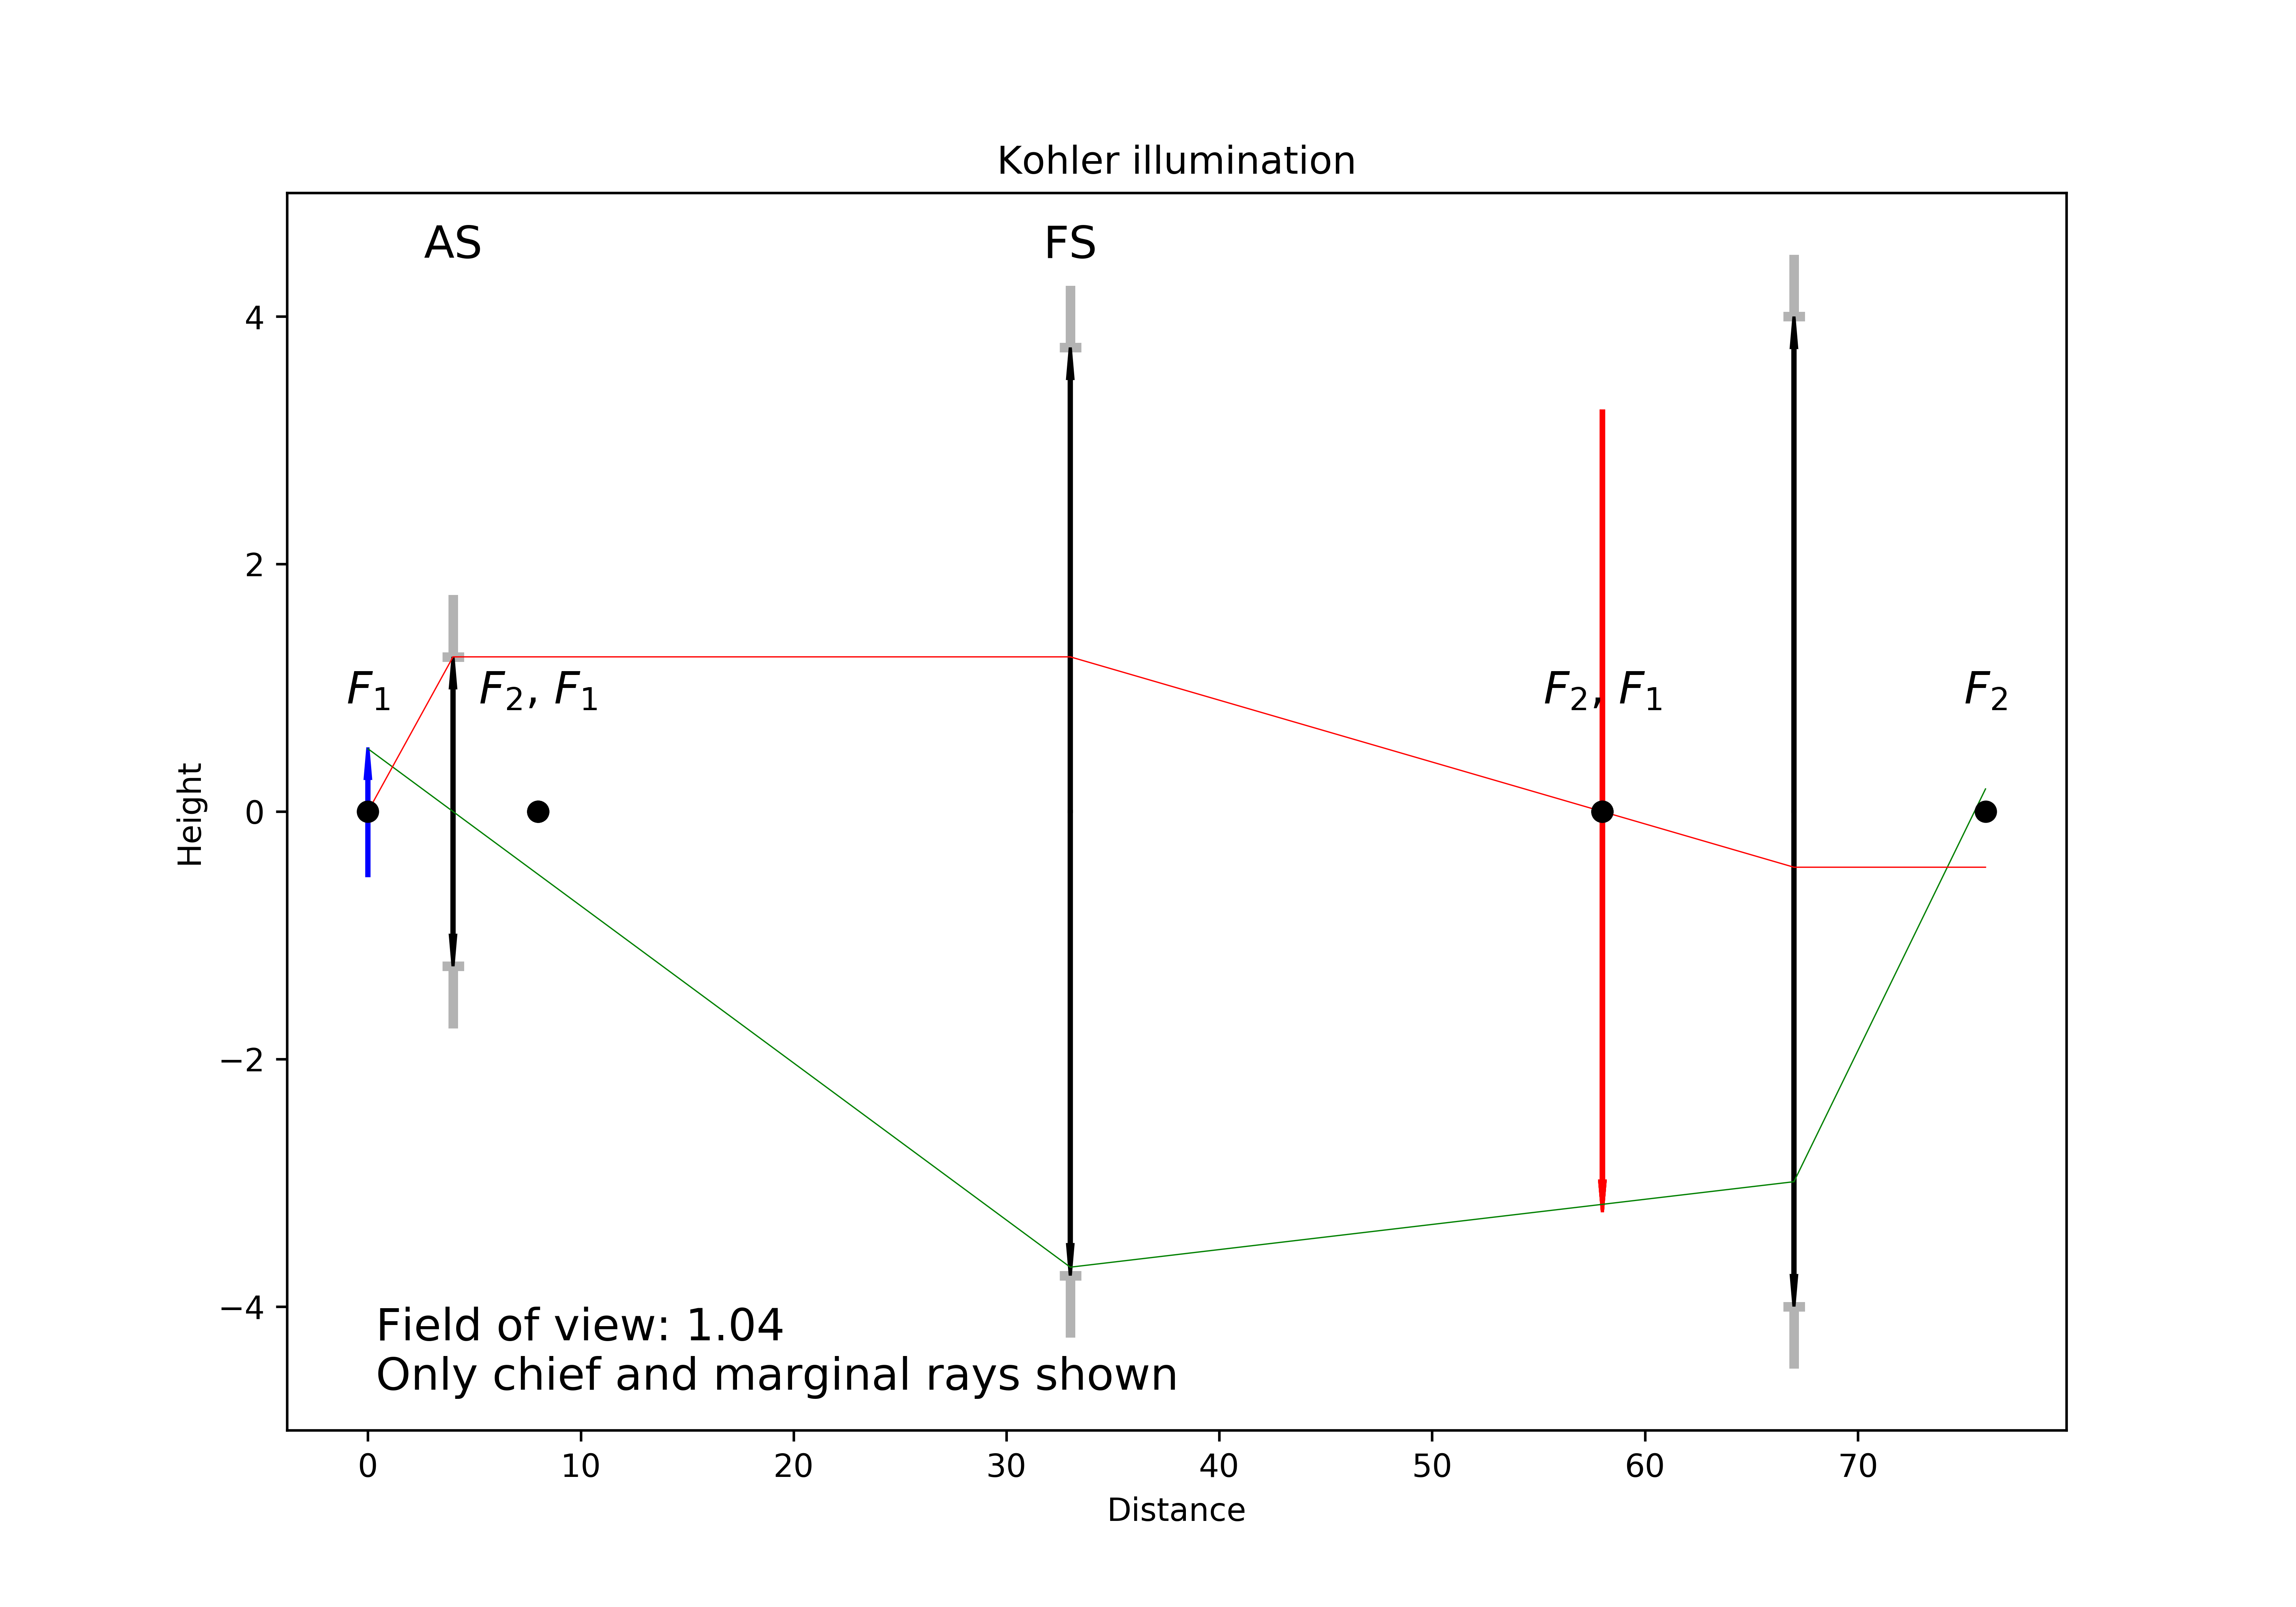 Kohler illumination
AS
FS
F₁
F₂, F₁
F₂, F₁
F₂
Height
4
2
0
−2
−4
Field of view: 1.04
Only chief and marginal rays shown
0
10
20
30
40
50
60
70
Distance